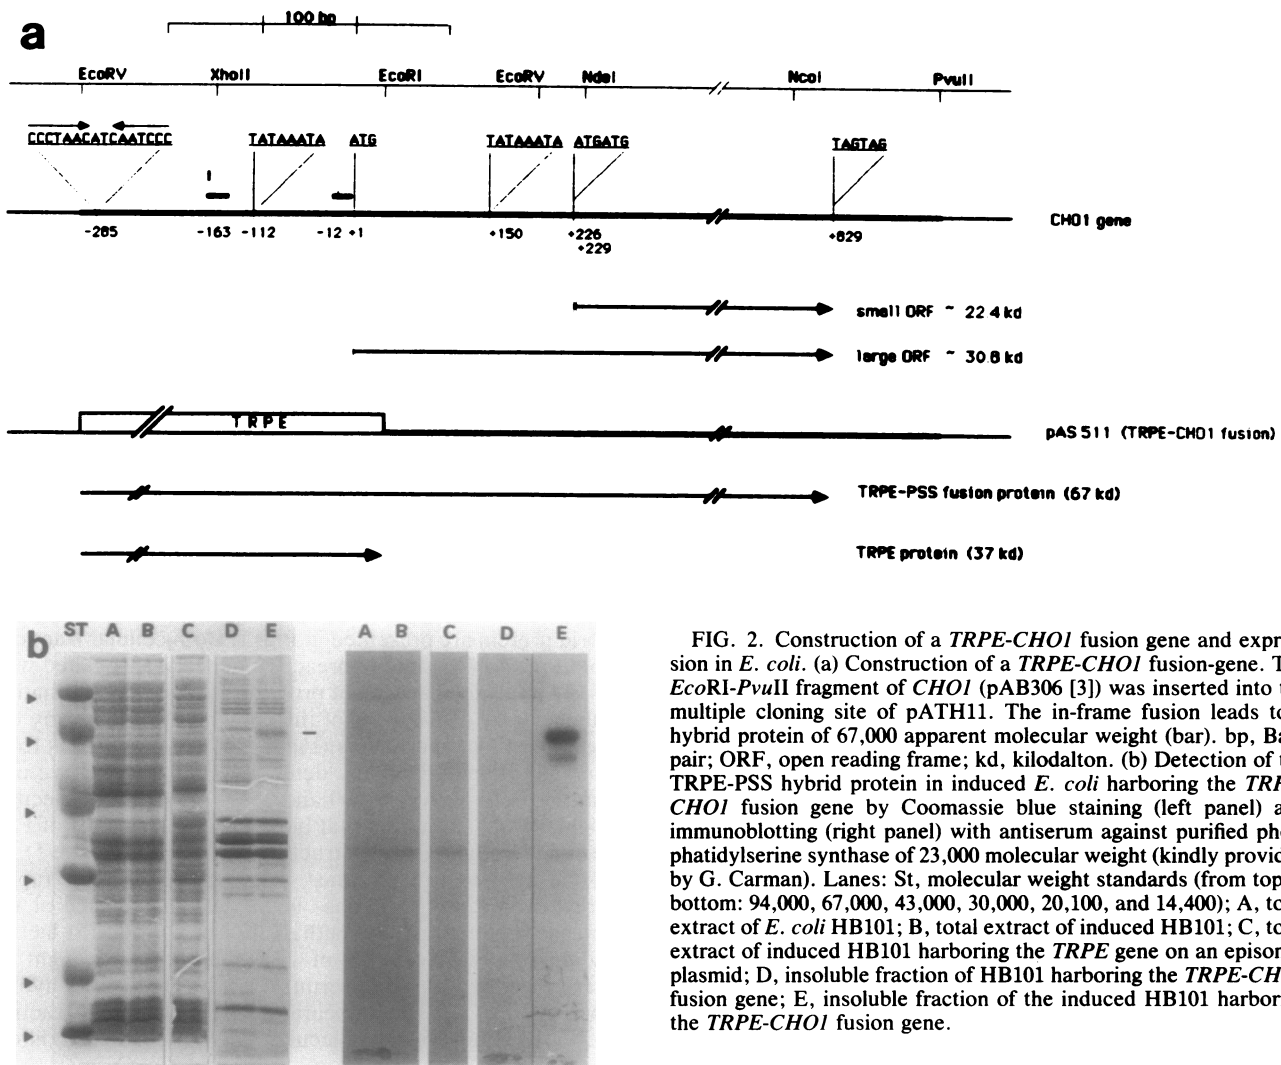 a
100 bp
EcoRV XhoII EcoRI EcoRV NdeI NcoI PvuII
CCCTAACATCAATCCC TATAAATA ATG TATAAATA ATGATG TAGTAG
CHO1 gene
-285 -163 -112 -12 +1 +150 +226 +829
+229
small ORF ~ 22.4 kd
large ORF ~ 30.8 kd
TRPE
pAS 511 (TRPE-CHO1 fusion)
TRPE-PSS fusion protein (67 kd)
TRPE protein (37 kd)
b ST A B C D E A B C D E
FIG. 2. Construction of a TRPE-CHO1 fusion gene and expre
sion in E. coli. (a) Construction of a TRPE-CHO1 fusion-gene. T
EcoRI-PvuII fragment of CHO1 (pAB306 [3]) was inserted into t
multiple cloning site of pATH11. The in-frame fusion leads to
hybrid protein of 67,000 apparent molecular weight (bar). bp, Ba
pair; ORF, open reading frame; kd, kilodalton. (b) Detection of t
TRPE-PSS hybrid protein in induced E. coli harboring the TRP
CHO1 fusion gene by Coomassie blue staining (left panel) a
immunoblotting (right panel) with antiserum against purified pho
phatidylserine synthase of 23,000 molecular weight (kindly provid
by G. Carman). Lanes: St, molecular weight standards (from top
bottom: 94,000, 67,000, 43,000, 30,000, 20,100, and 14,400); A, to
extract of E. coli HB101; B, total extract of induced HB101; C, to
extract of induced HB101 harboring the TRPE gene on an episom
plasmid; D, insoluble fraction of HB101 harboring the TRPE-CH
fusion gene; E, insoluble fraction of the induced HB101 harbor
the TRPE-CHO1 fusion gene.